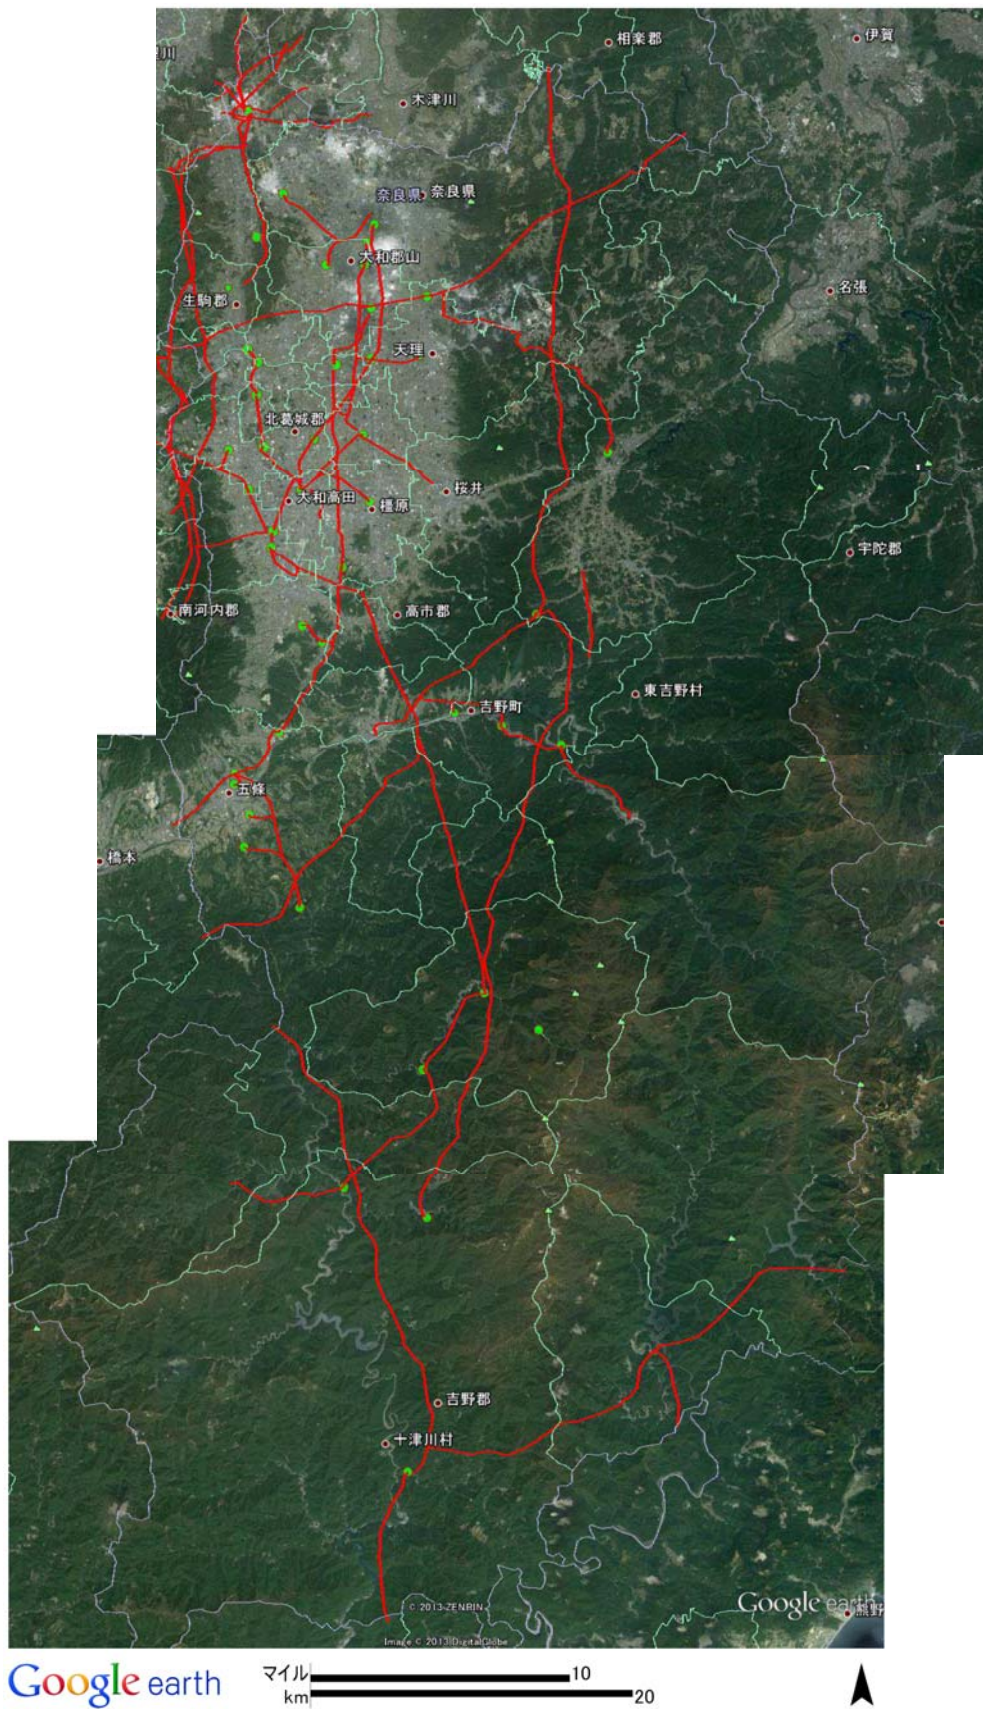 相楽郡
伊賀
川
木津川
奈良県 奈良県
大和郡山
名張
生駒郡
天理
北葛城郡
桜井
大和高田
橿原
宇陀郡
南河内郡
高市郡
東吉野村
吉野町
五條
橋本
吉野郡
十津川村
© 2013 ZENRIN
Image © 2013 DigitalGlobe
Google earth
熊野
Google earth
マイル 10
km 20